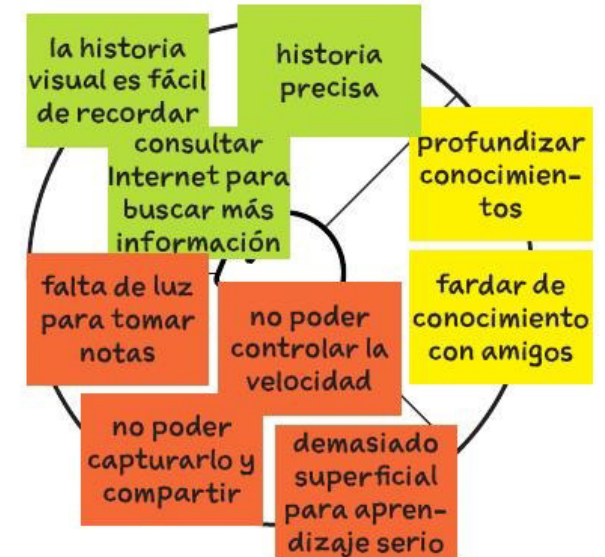 la historia
visual es fácil
de recordar
historia
precisa
consultar
Internet para
buscar más
información
profundizar
conocimien-
tos
fardar de
conocimiento
con amigos
falta de luz
para tomar
notas
no poder
controlar la
velocidad
no poder
capturarlo y
compartir
demasiado
superficial
para apren-
dizaje serio